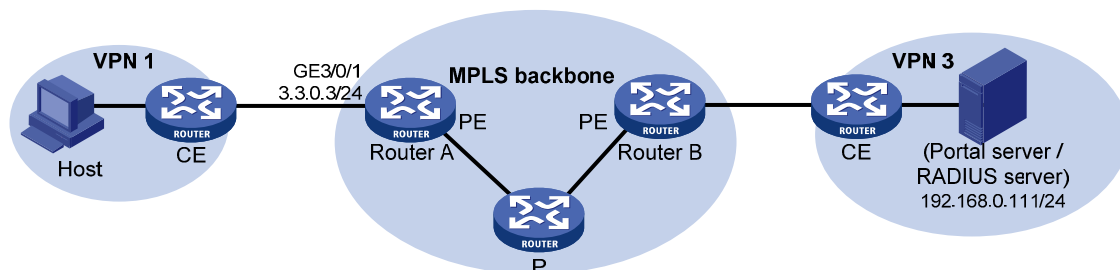 VPN 1
GE3/0/1
3.3.0.3/24
MPLS backbone
VPN 3
ROUTER
ROUTER
ROUTER
ROUTER
Host
CE
PE
Router A
PE
Router B
CE
(Portal server /
RADIUS server)
192.168.0.111/24
ROUTER
P